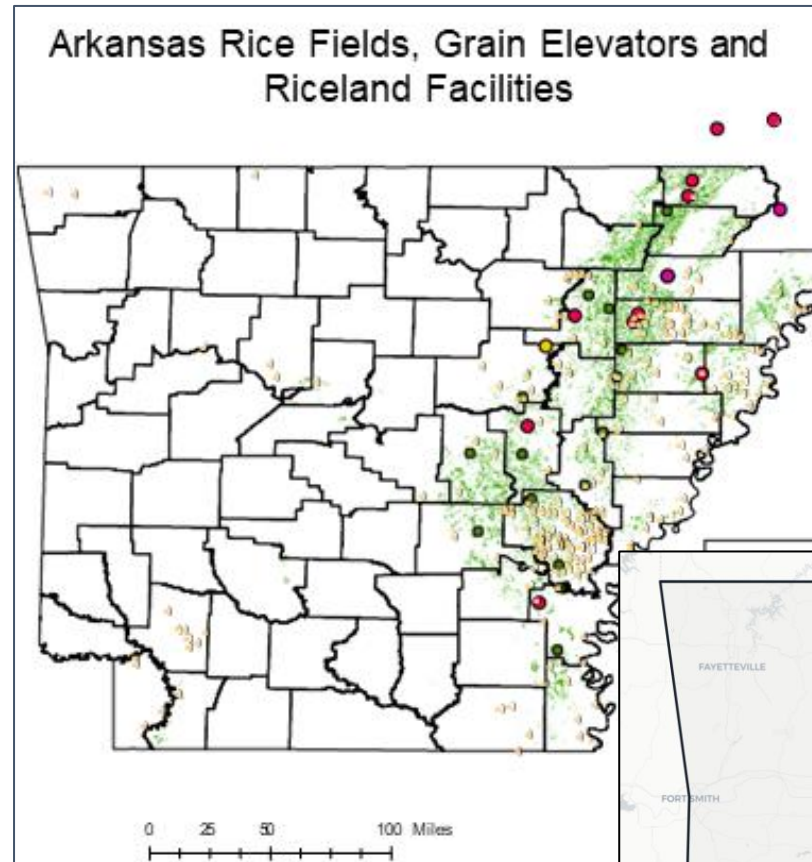 Arkansas Rice Fields, Grain Elevators and
Riceland Facilities
FAYETTEVILLE
FORT SMITH
0 25 50 100 Miles